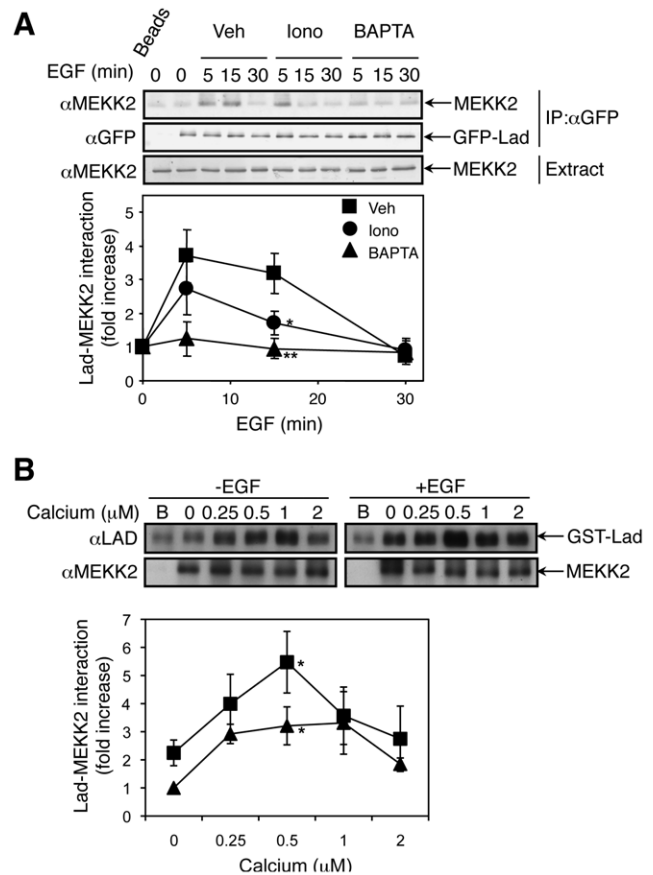 A
Beads Veh Iono BAPTA
EGF (min) 0 0 5 15 30 5 15 30 5 15 30
αMEKK2 MEKK2
αGFP GFP-Lad
IP:αGFP
αMEKK2 MEKK2 Extract
5
4
3
2
1
0
Lad-MEKK2 interaction
(fold increase)
Veh
Iono
BAPTA
*
**
0 10 20 30
EGF (min)
B
-EGF +EGF
Calcium (μM) B 0 0.25 0.5 1 2 B 0 0.25 0.5 1 2
αLAD GST-Lad
αMEKK2 MEKK2
7
6
5
4
3
2
1
0
Lad-MEKK2 interaction
(fold increase)
*
*
0 0.25 0.5 1 2
Calcium (μM)